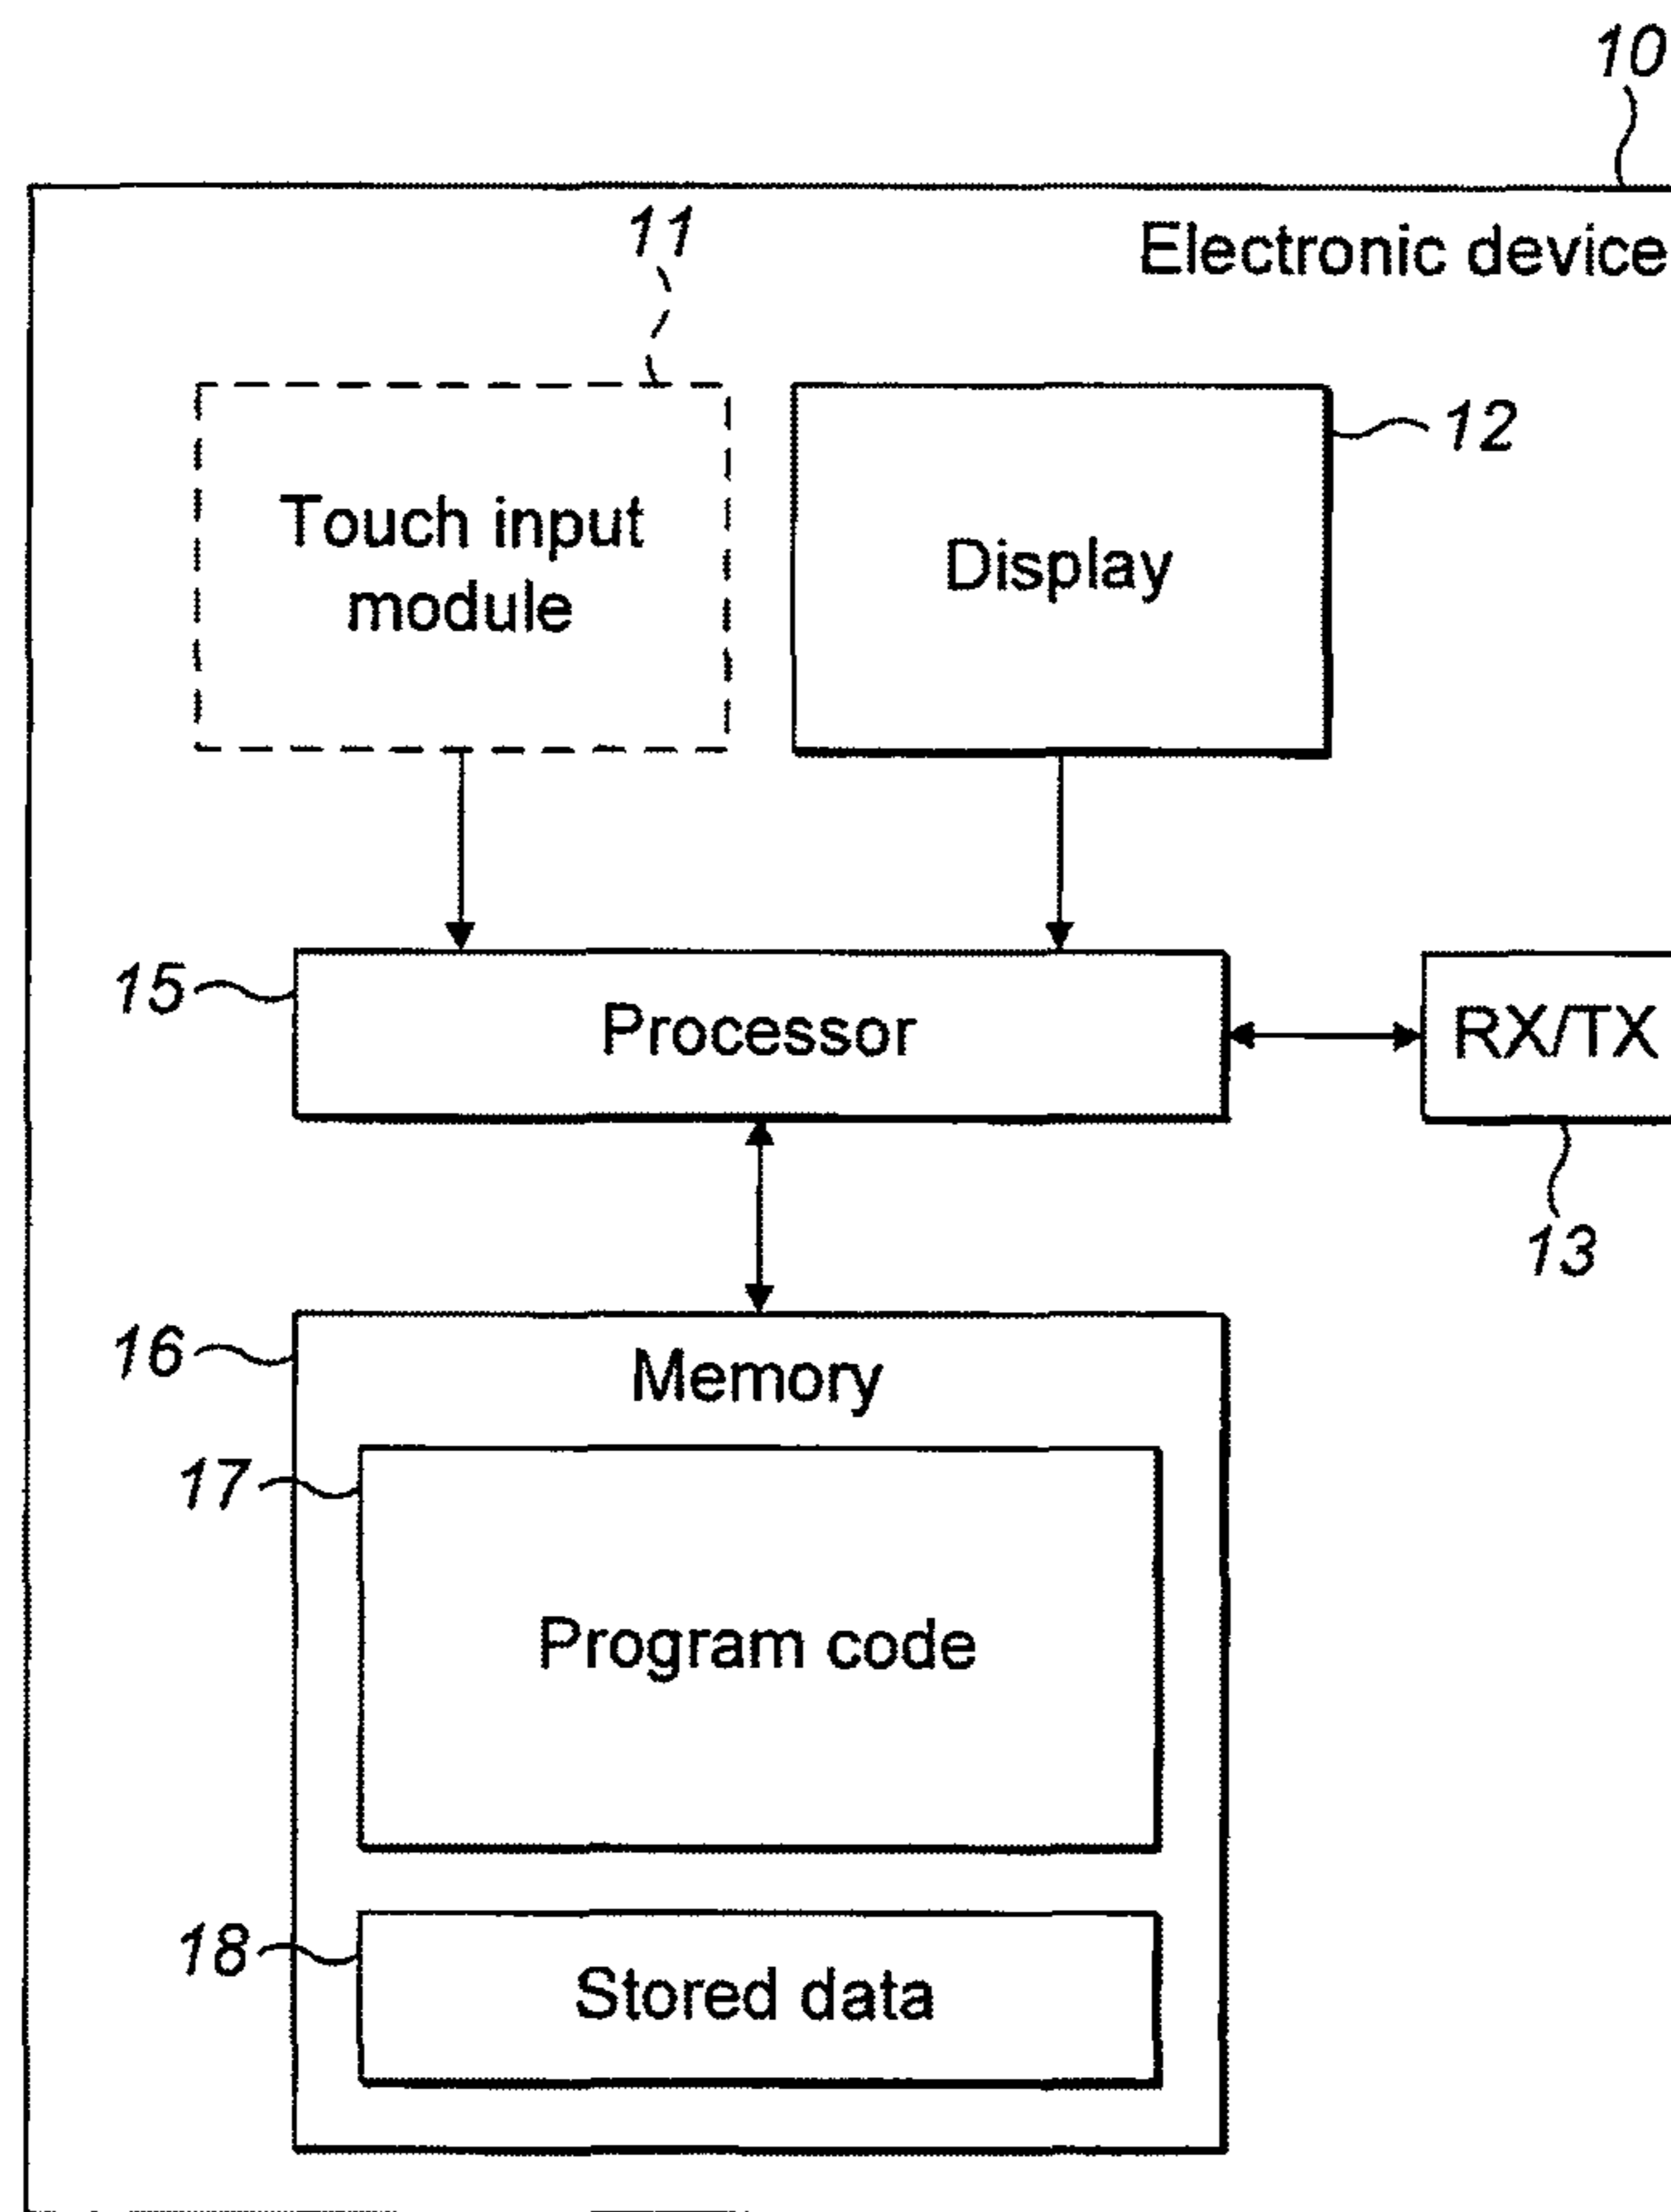 10
Electronic device
11
12
Touch input
module
Display
15
Processor
RX/TX
13
16
Memory
17
Program code
18
Stored data